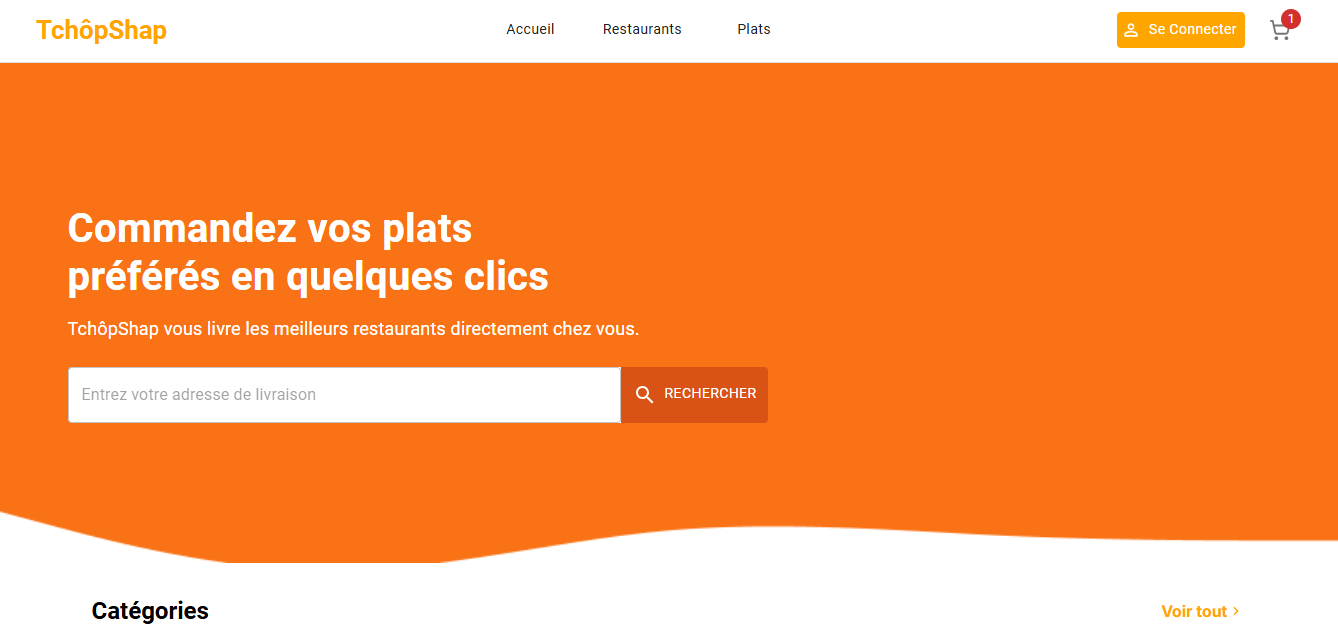 TchôpShap
Accueil
Restaurants
Plats
Se Connecter
1
Commandez vos plats
préférés en quelques clics
TchôpShap vous livre les meilleurs restaurants directement chez vous.
Entrez votre adresse de livraison
RECHERCHER
Catégories
Voir tout